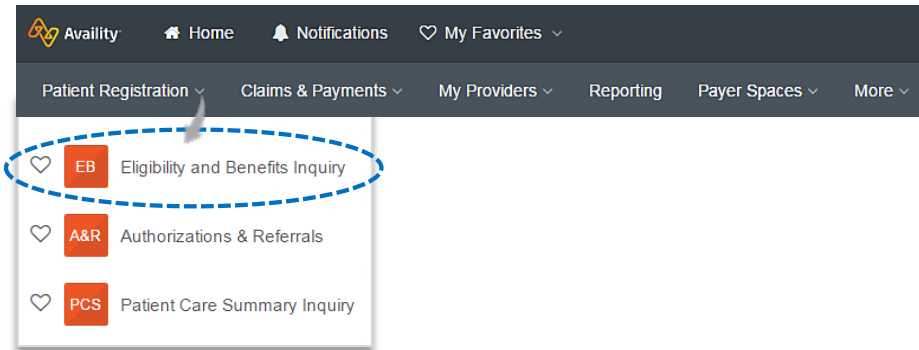 Availity Home Notifications My Favorites
Patient Registration Claims & Payments My Providers Reporting Payer Spaces More
EB Eligibility and Benefits Inquiry
A&R Authorizations & Referrals
PCS Patient Care Summary Inquiry